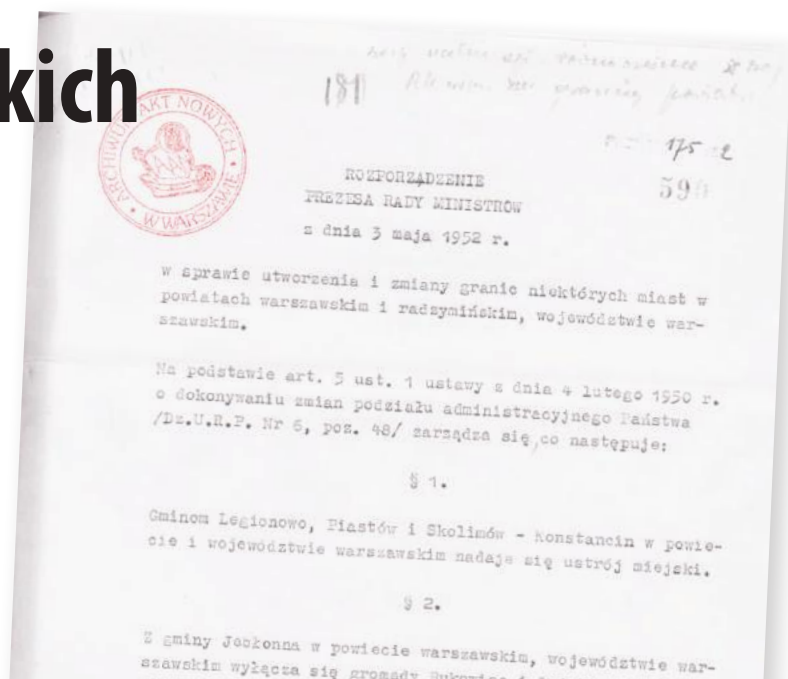 kich
181
175 2
590
ARCHIWUM AKT NOWYCH
AAN
W WARSZAWIE
ROZPORZĄDZENIE
PREZESA RADY MINISTRÓW
z dnia 3 maja 1952 r.
w sprawie utworzenia i zmiany granic niektórych miast w
powiatach warszawskim i radzymińskim, województwie war-
szawskim.
Na podstawie art. 5 ust. 1 ustawy z dnia 4 lutego 1950 r.
o dokonywaniu zmian podziału administracyjnego Państwa
/Dz.U.R.P. Nr 6, poz. 48/ zarządza się, co następuje:
§ 1.
Gminom Legionowo, Piastów i Skolimów - Konstancin w powie-
cie i województwie warszawskim nadaje się ustrój miejski.
§ 2.
Z gminy w powiecie warszawskim, województwie war-
szawskim wyłącza się gromady